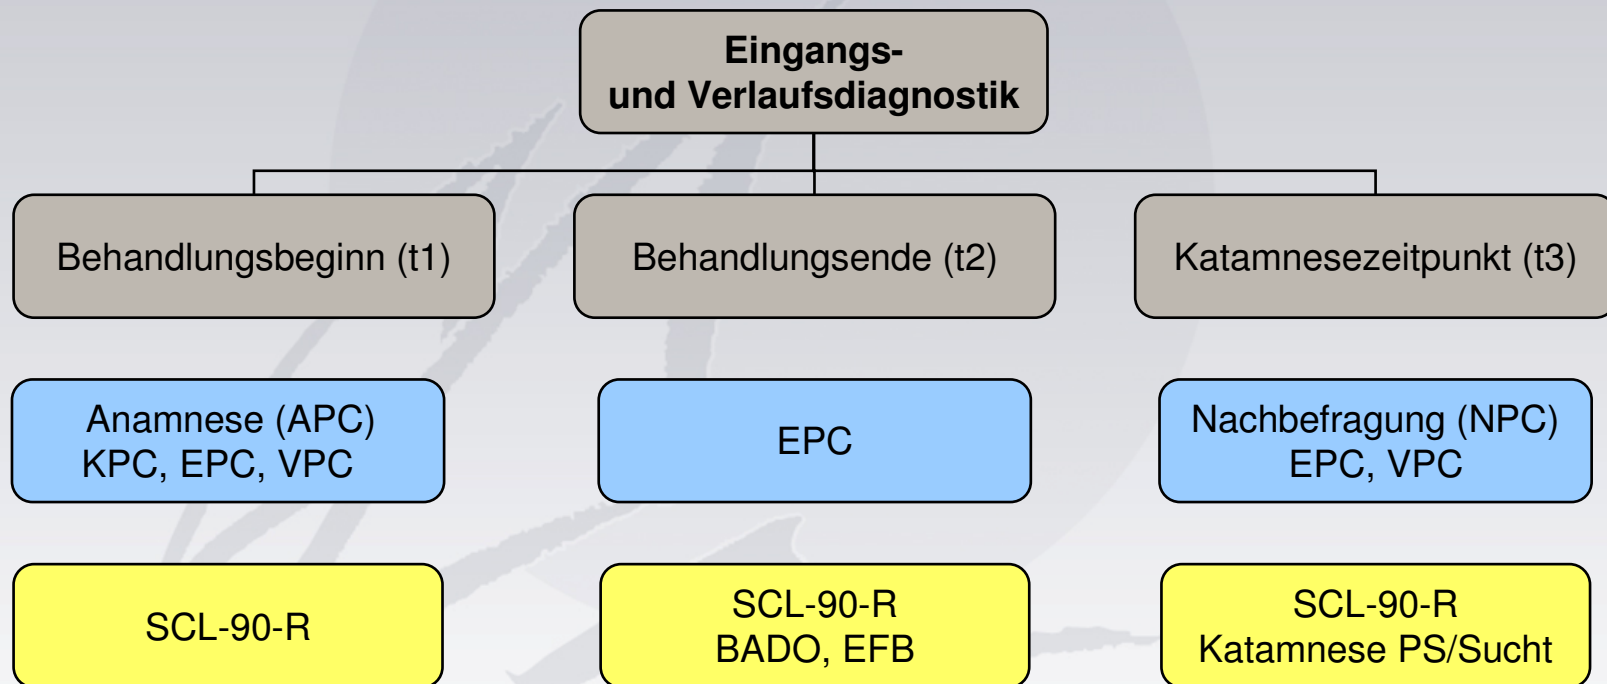 Eingangs-
und Verlaufsdiagnostik
Behandlungsbeginn (t1)
Behandlungsende (t2)
Katamnesezeitpunkt (t3)
Anamnese (APC)
KPC, EPC, VPC
EPC
Nachbefragung (NPC)
EPC, VPC
SCL-90-R
SCL-90-R
BADO, EFB
SCL-90-R
Katamnese PS/Sucht